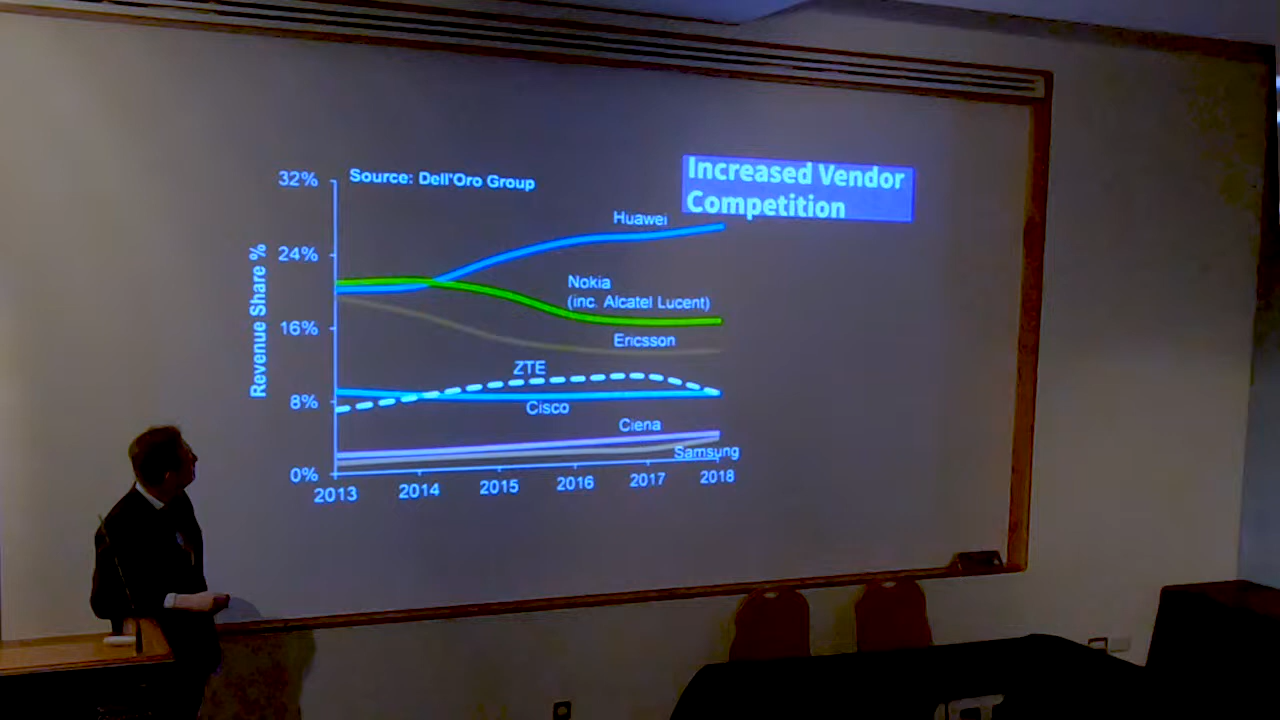 Increased Vendor
Competition
Source: Dell'Oro Group
Revenue Share %
32%
24%
16%
8%
0%
Huawei
Nokia
(inc. Alcatel Lucent)
Ericsson
ZTE
Cisco
Ciena
Samsung
2013 2014 2015 2016 2017 2018